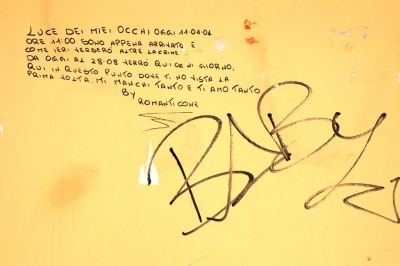 LUCE DEI MIEI OCCHI OGGI 11-01-06
ORE 11:00 SONO APPENA ARRIVATO E
COME IERI VERSERÒ ALTRE LACRIME.
DA OGGI AL 28-08 VERRÒ QUI OGNI GIORNO,
QUI IN QUESTO PUNTO DOVE TI HO VISTA LA
PRIMA VOLTA. MI MANCHI TANTO E TI AMO TANTO
BY
ROMANTICONE
BABY